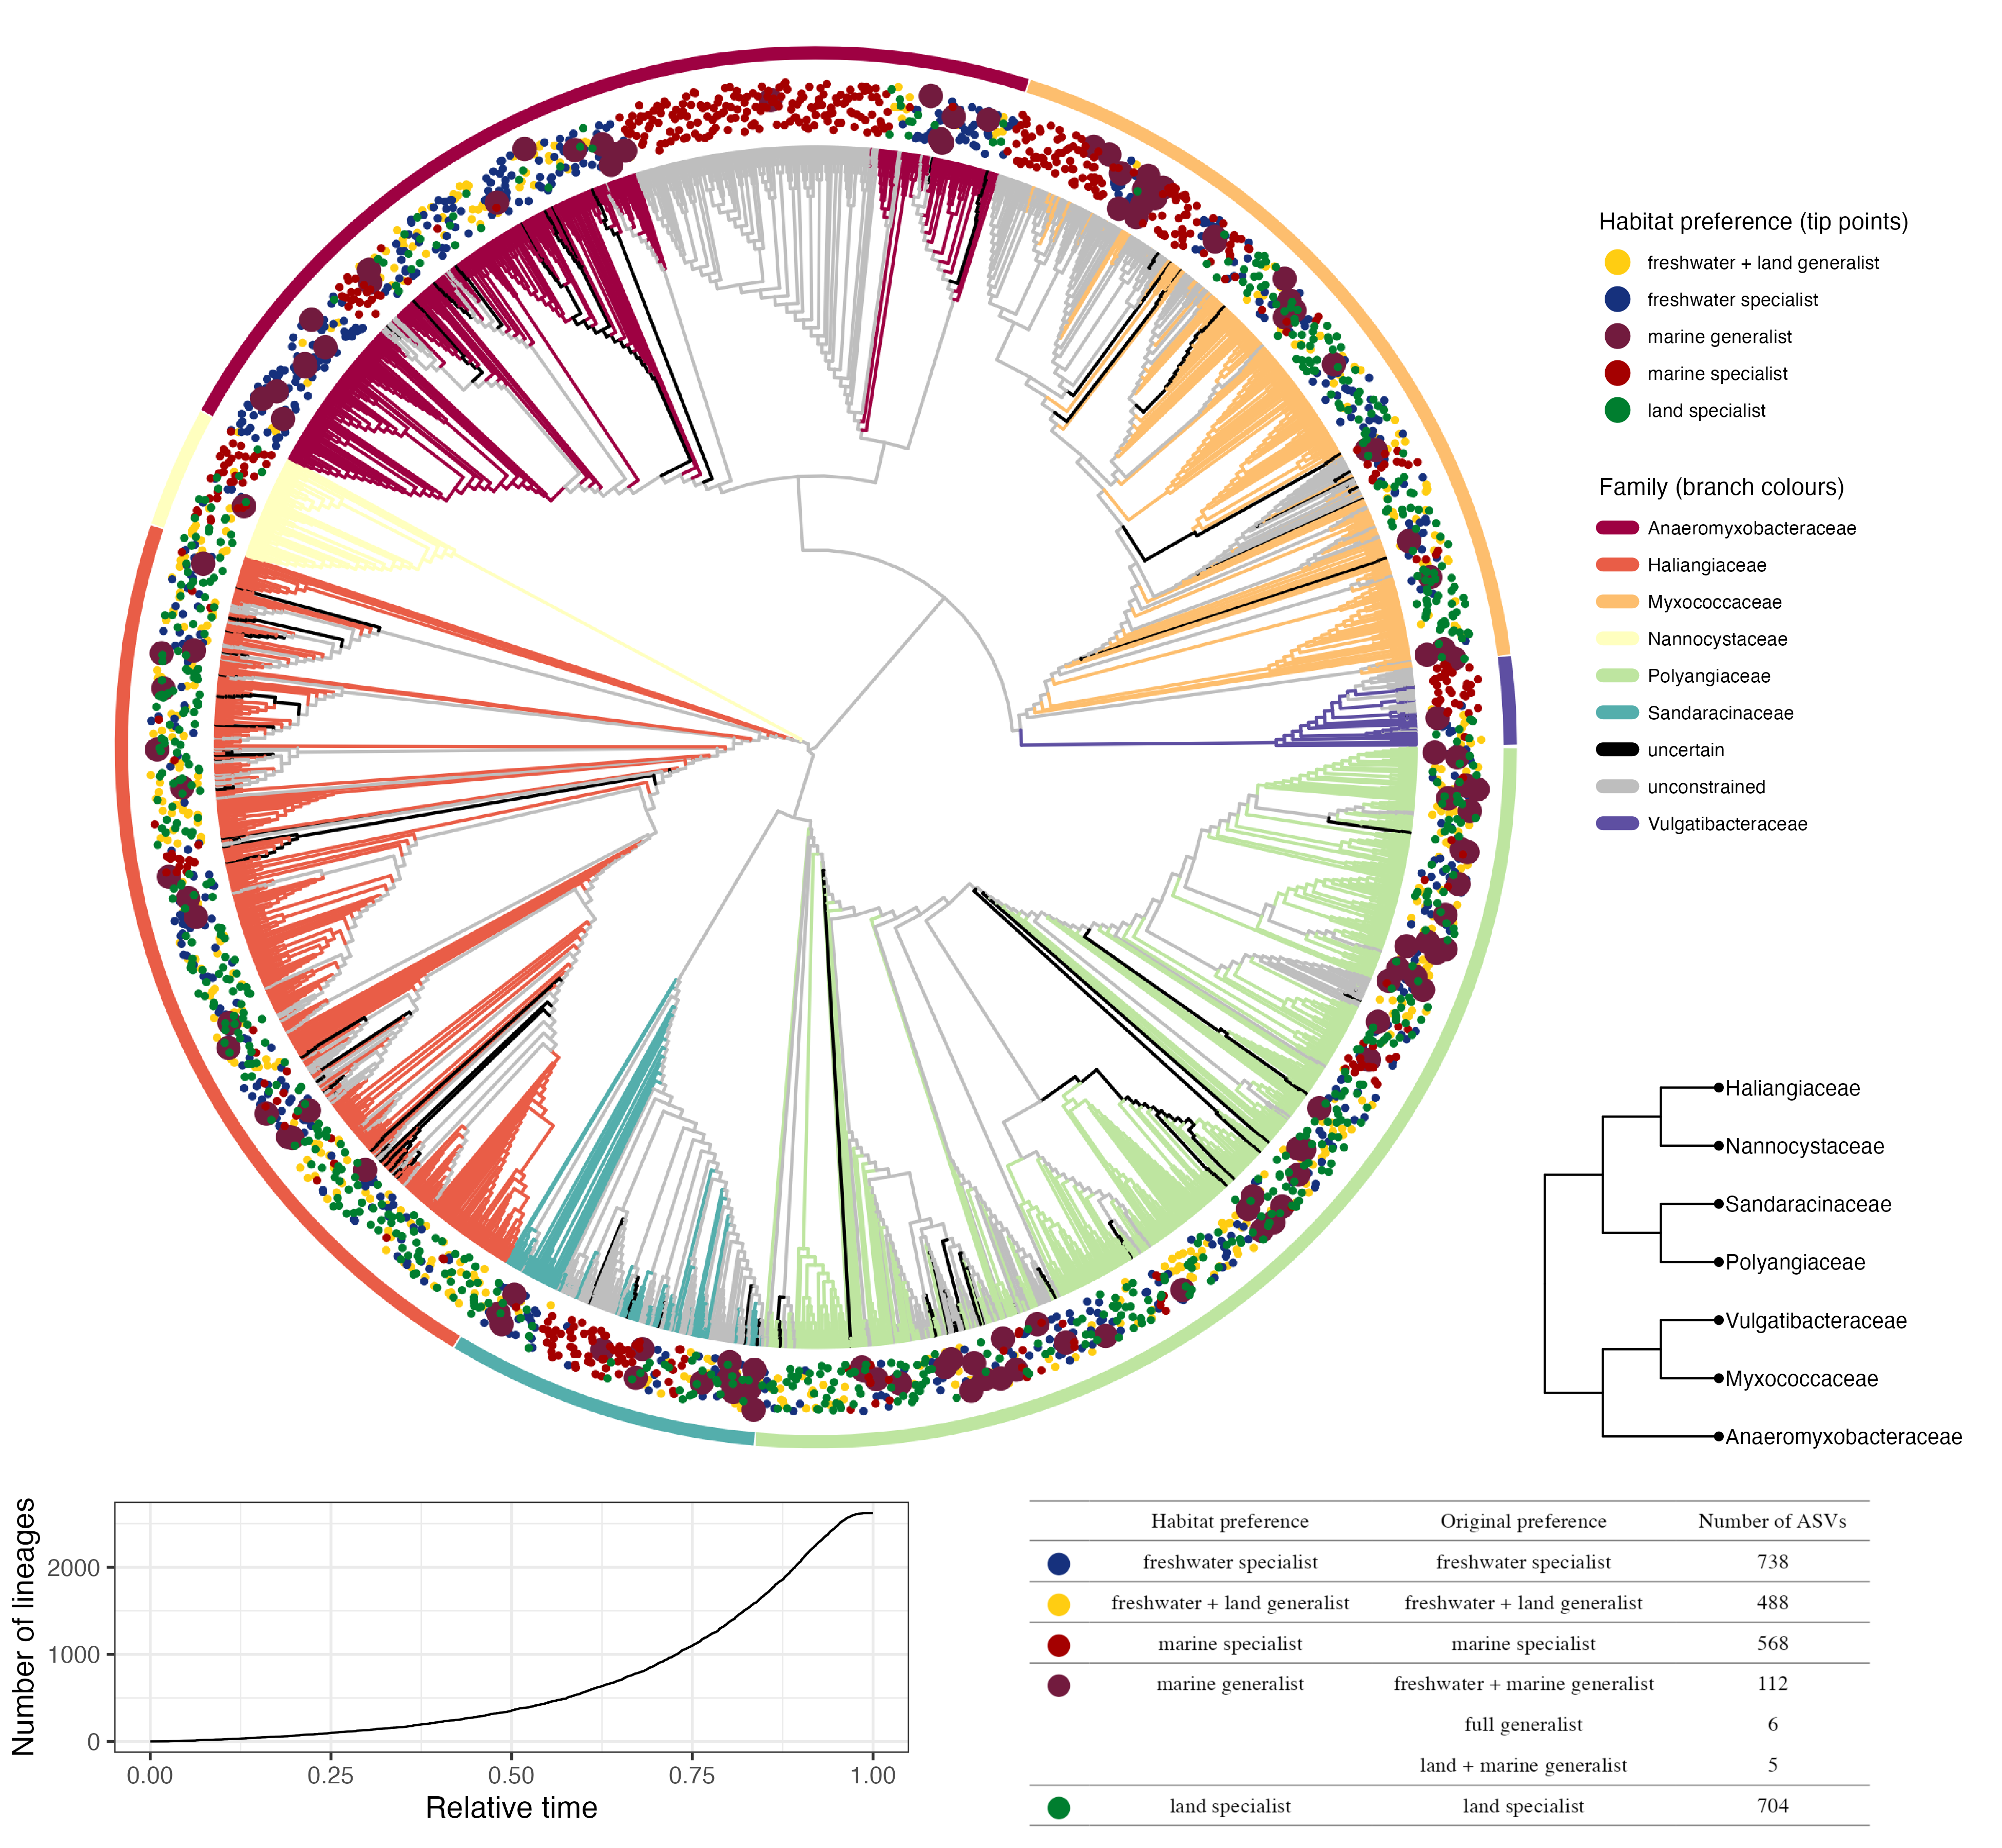 Habitat preference (tip points)
freshwater + land generalist
freshwater specialist
marine generalist
marine specialist
land specialist
Family (branch colours)
Anaeromyxobacteraceae
Haliangiaceae
Myxococcaceae
Nannocystaceae
Polyangiaceae
Sandaracinaceae
uncertain
unconstrained
Vulgatibacteraceae
Haliangiaceae
Nannocystaceae
Sandaracinaceae
Polyangiaceae
Vulgatibacteraceae
Myxococcaceae
Anaeromyxobacteraceae
Number of lineages
2000
1000
0
0.00 0.25 0.50 0.75 1.00
Relative time
Habitat preference Original preference Number of ASVs
freshwater specialist freshwater specialist 738
freshwater + land generalist freshwater + land generalist 488
marine specialist marine specialist 568
marine generalist freshwater + marine generalist 112
full generalist 6
land + marine generalist 5
land specialist land specialist 704